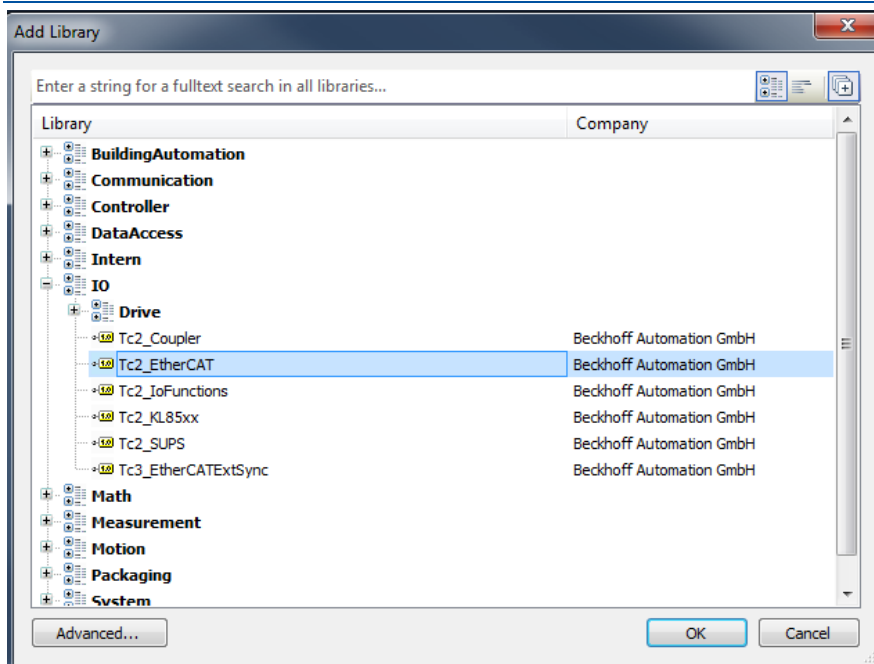 Add Library
Enter a string for a fulltext search in all libraries...
Library Company
BuildingAutomation
Communication
Controller
DataAccess
Intern
IO
Drive
Tc2_Coupler Beckhoff Automation GmbH
Tc2_EtherCAT Beckhoff Automation GmbH
Tc2_IoFunctions Beckhoff Automation GmbH
Tc2_KL85xx Beckhoff Automation GmbH
Tc2_SUPS Beckhoff Automation GmbH
Tc3_EtherCATExtSync Beckhoff Automation GmbH
Math
Measurement
Motion
Packaging
System
Advanced... OK Cancel